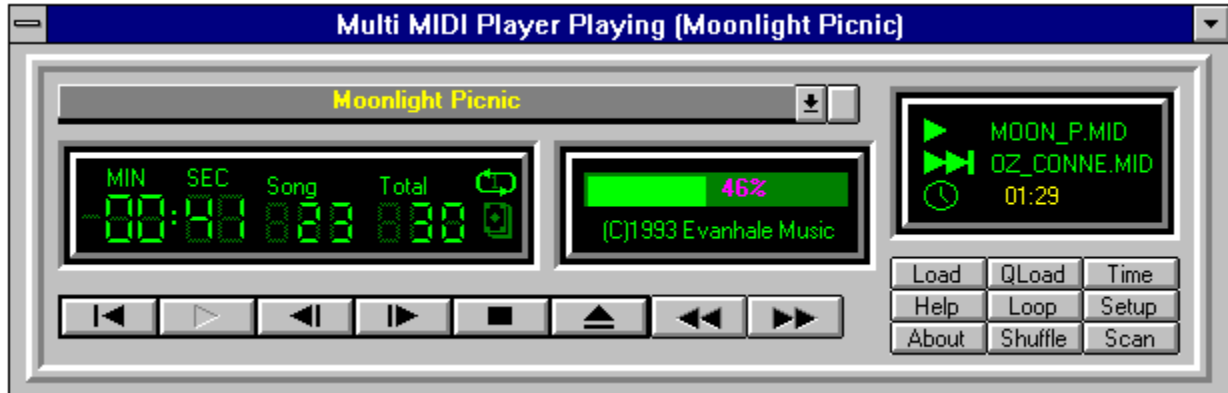 Multi MIDI Player Playing (Moonlight Picnic)
Moonlight Picnic
MIN SEC Song Total
00:41 23 30
46%
(C)1993 Evanhale Music
MOON_P.MID
OZ_CONNE.MID
01:29
Load QLoad Time
Help Loop Setup
About Shuffle Scan